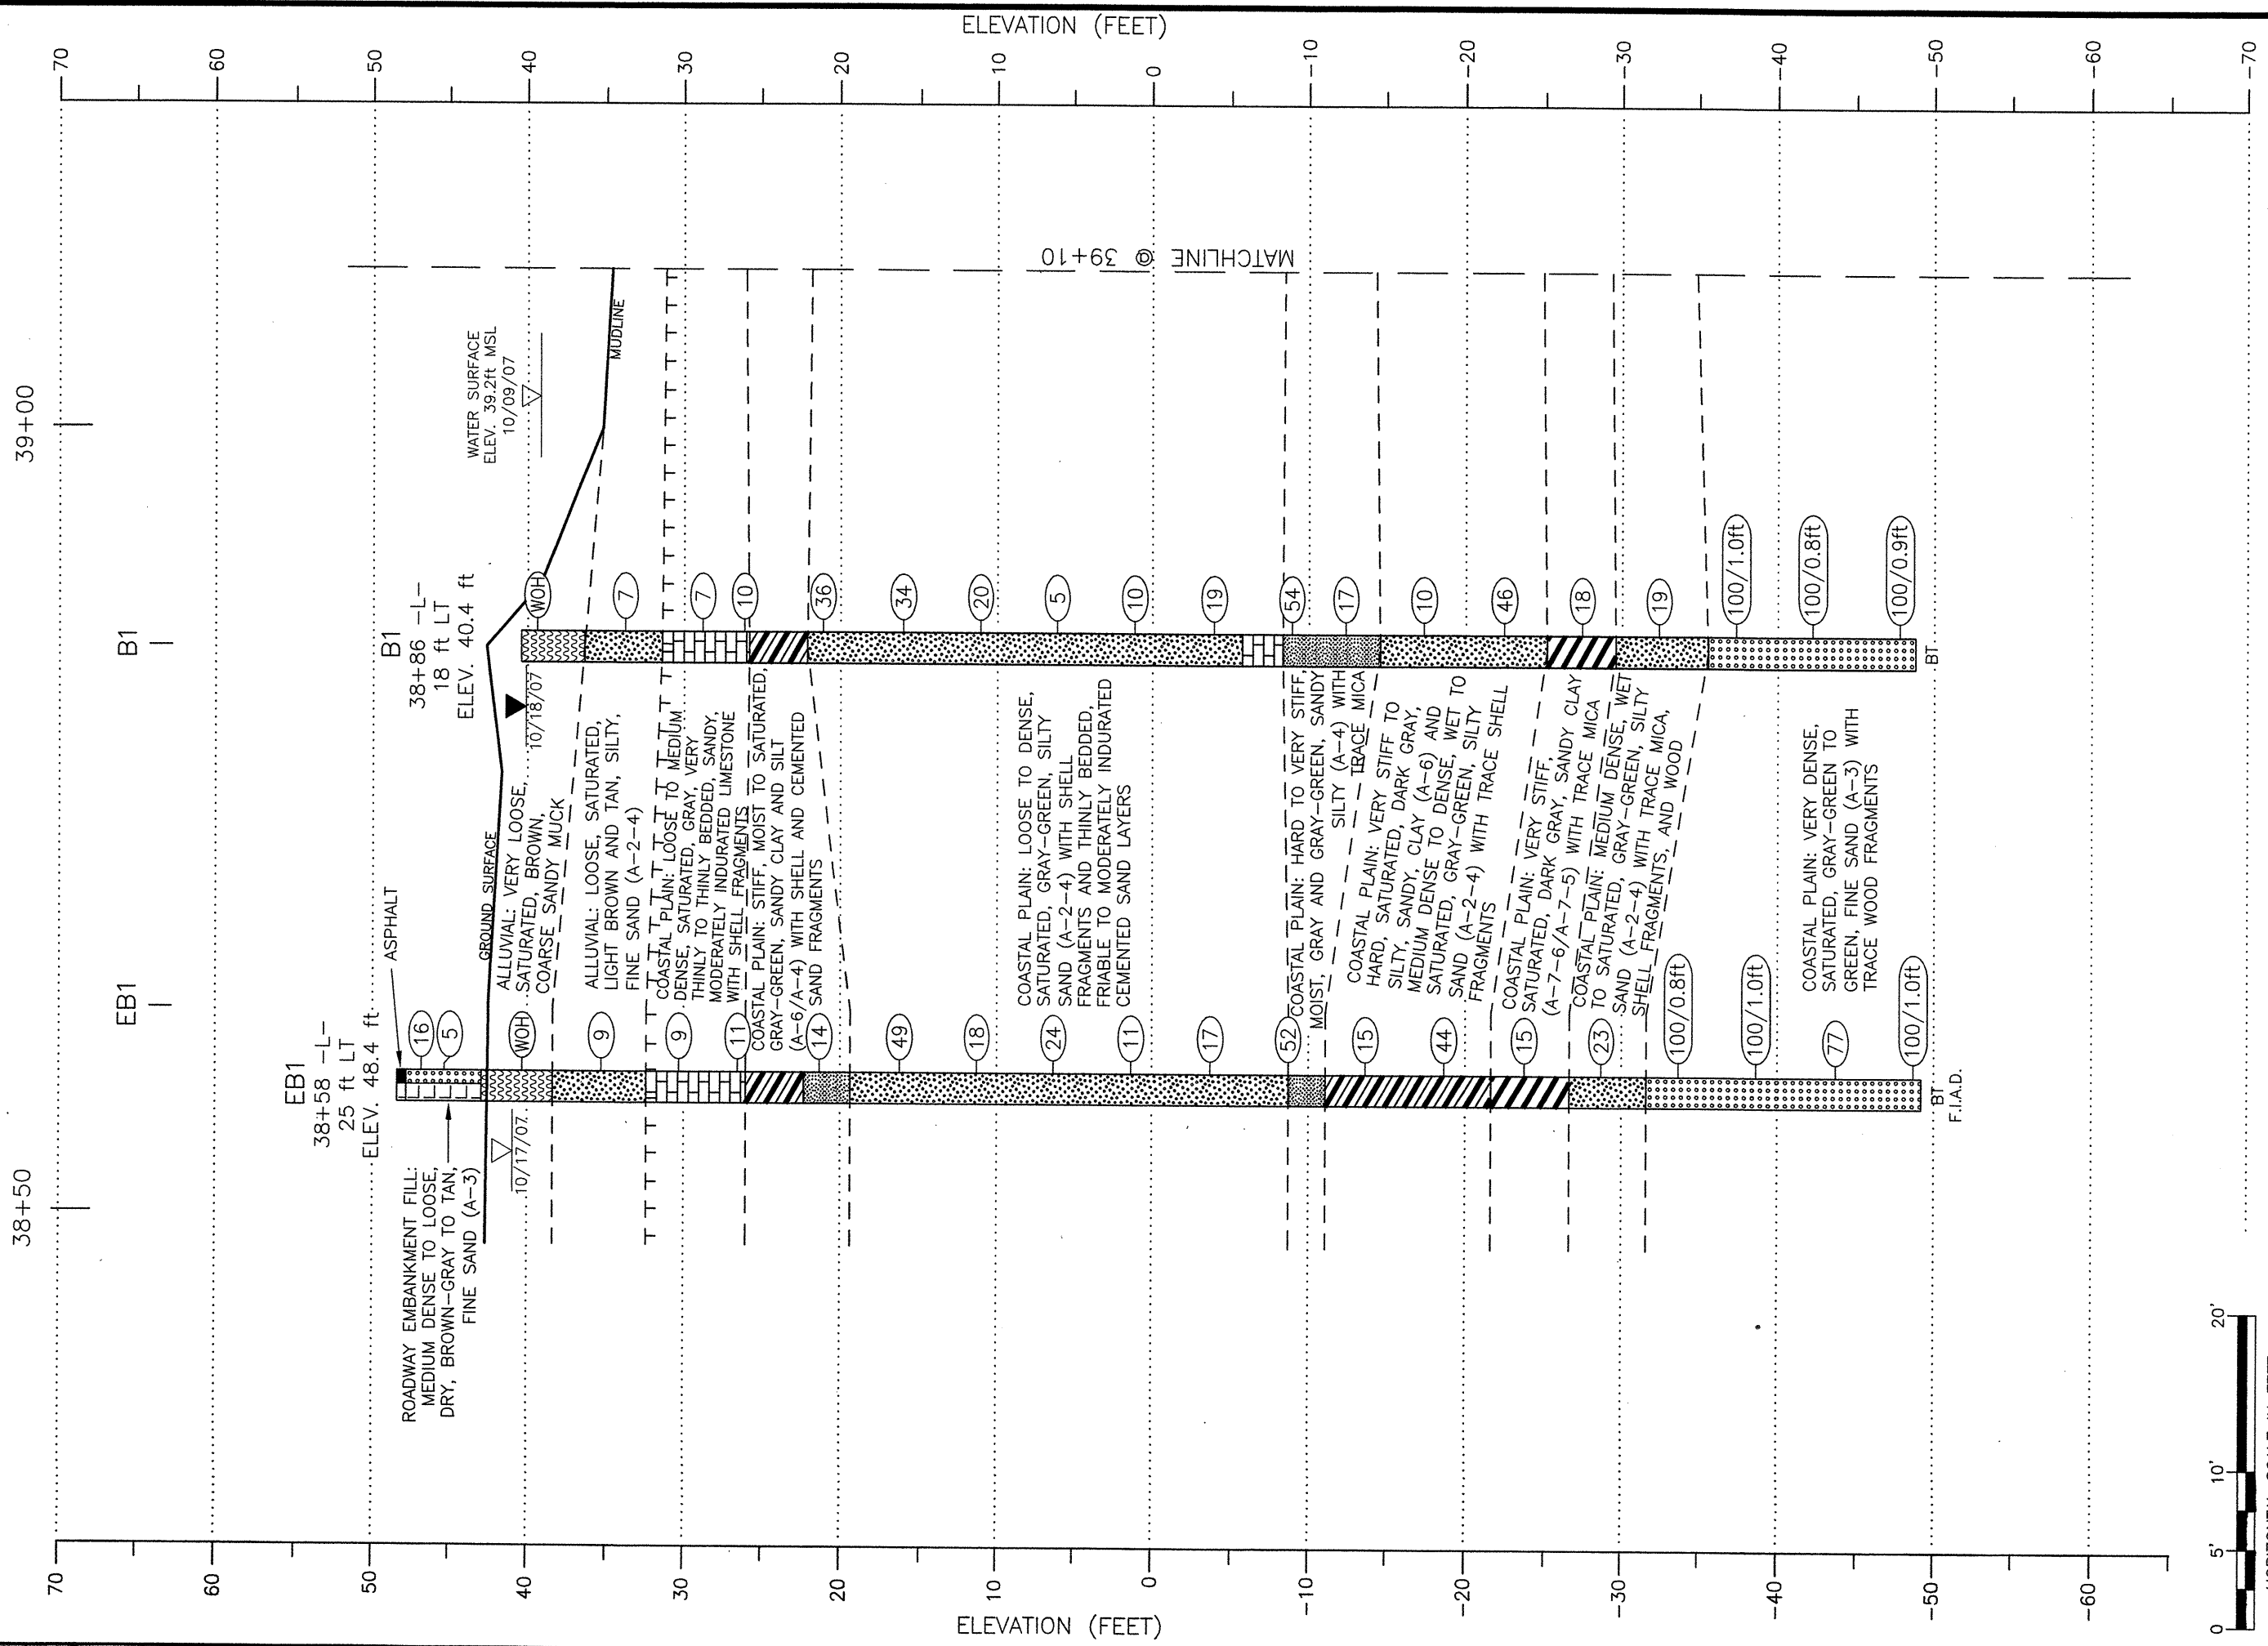 38+50
39+00
EB1
B1
ELEVATION (FEET)
70
60
50
40
30
20
10
0
-10
-20
-30
-40
-50
-60
ELEVATION (FEET)
70
60
50
40
30
20
10
0
-10
-20
-30
-40
-50
-60
-70
EB1
38+58 -L-
25 ft LT
ELEV. 48.4 ft
ASPHALT
ROADWAY EMBANKMENT FILL:
MEDIUM DENSE TO LOOSE,
DRY, BROWN-GRAY TO TAN,
FINE SAND (A-3)
10/17/07
16
5
WOH
9
9
11
14
49
18
24
11
17
52
15
44
15
23
100/0.8ft
100/1.0ft
77
100/1.0ft
BT
F.I.A.D.
GROUND SURFACE
ALLUVIAL: VERY LOOSE,
SATURATED, BROWN,
COARSE SANDY MUCK
ALLUVIAL: LOOSE, SATURATED,
LIGHT BROWN AND TAN, SILTY,
FINE SAND (A-2-4)
COASTAL PLAIN: LOOSE TO MEDIUM
DENSE, SATURATED, GRAY, VERY
THINLY TO THINLY BEDDED, SANDY,
MODERATELY INDURATED LIMESTONE
WITH SHELL FRAGMENTS
COASTAL PLAIN: STIFF, MOIST TO SATURATED,
GRAY-GREEN, SANDY CLAY AND SILT
(A-6/A-4) WITH SHELL AND CEMENTED
SAND FRAGMENTS
COASTAL PLAIN: LOOSE TO DENSE,
SATURATED, GRAY-GREEN, SILTY
SAND (A-2-4) WITH SHELL
FRAGMENTS AND THINLY BEDDED,
FRIABLE TO MODERATELY INDURATED
CEMENTED SAND LAYERS
COASTAL PLAIN: HARD TO VERY STIFF,
MOIST, GRAY AND GRAY-GREEN, SANDY
SILTY (A-4) WITH
TRACE MICA
COASTAL PLAIN: VERY STIFF TO
HARD, SATURATED, DARK GRAY,
SILTY, SANDY, CLAY (A-6) AND
MEDIUM DENSE TO DENSE, WET TO
SATURATED, GRAY-GREEN, SILTY
SAND (A-2-4) WITH TRACE SHELL
FRAGMENTS
COASTAL PLAIN: VERY STIFF,
SATURATED, DARK GRAY, SANDY CLAY
(A-7-6/A-7-5) WITH TRACE MICA
COASTAL PLAIN: MEDIUM DENSE, WET
TO SATURATED, GRAY-GREEN, SILTY
SAND (A-2-4) WITH TRACE MICA,
SHELL FRAGMENTS, AND WOOD
COASTAL PLAIN: VERY DENSE,
SATURATED, GRAY-GREEN TO
GREEN, FINE SAND (A-3) WITH
TRACE WOOD FRAGMENTS
B1
38+86 -L-
18 ft LT
ELEV. 40.4 ft
10/18/07
WOH
7
7
10
36
34
20
5
10
19
54
17
10
46
18
19
100/1.0ft
100/0.8ft
100/0.9ft
BT
WATER SURFACE
ELEV. 39.2ft MSL
10/09/07
MUDLINE
MATCHLINE @ 39+10
0 5' 10' 20'